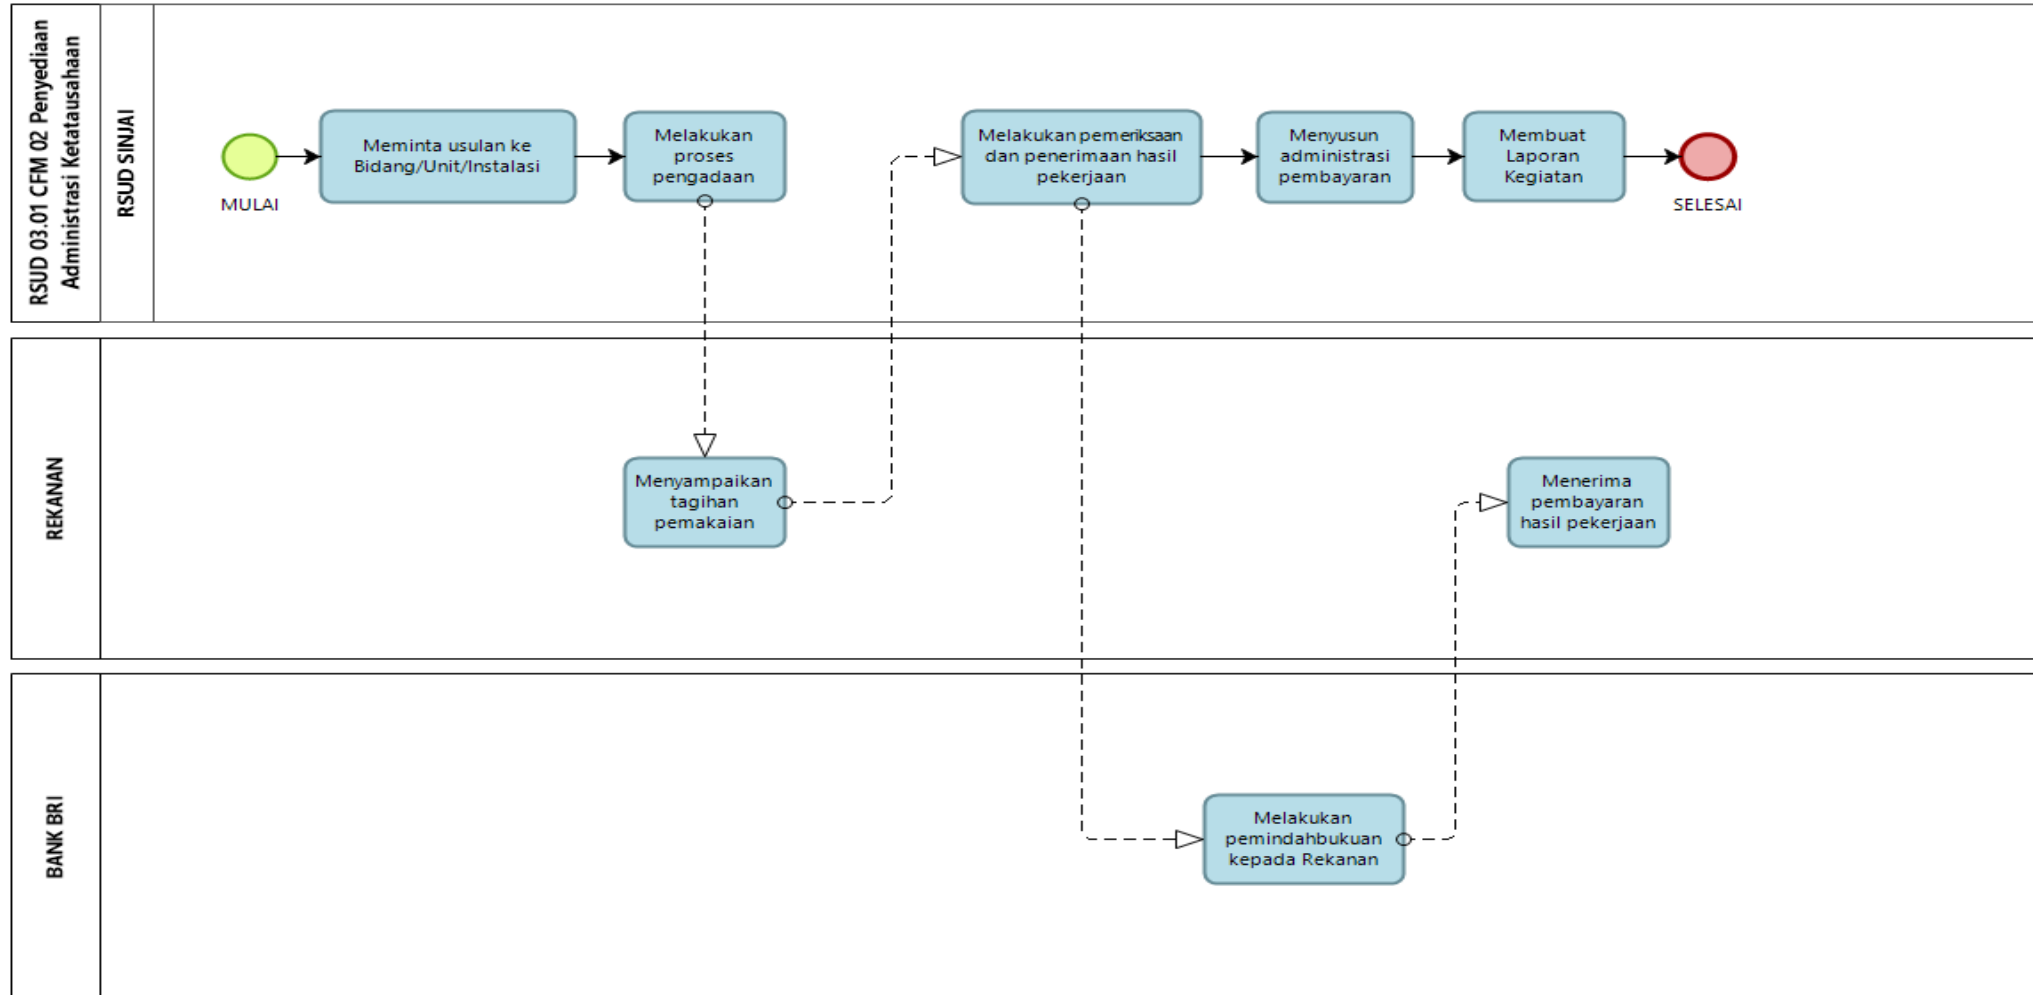 RSUD 03.01 CFM 02 Penyediaan
Administrasi Ketatausahaan
RSUD SINJAI
MULAI
Meminta usulan ke
Bidang/Unit/Instalasi
Melakukan
proses
pengadaan
Melakukan pemeriksaan
dan penerimaan hasil
pekerjaan
Menyusun
administrasi
pembayaran
Membuat
Laporan
Kegiatan
SELESAI
REKANAN
Menyampaikan
tagihan
pemakaian
Menerima
pembayaran
hasil pekerjaan
BANK BRI
Melakukan
pemindahbukuan
kepada Rekanan